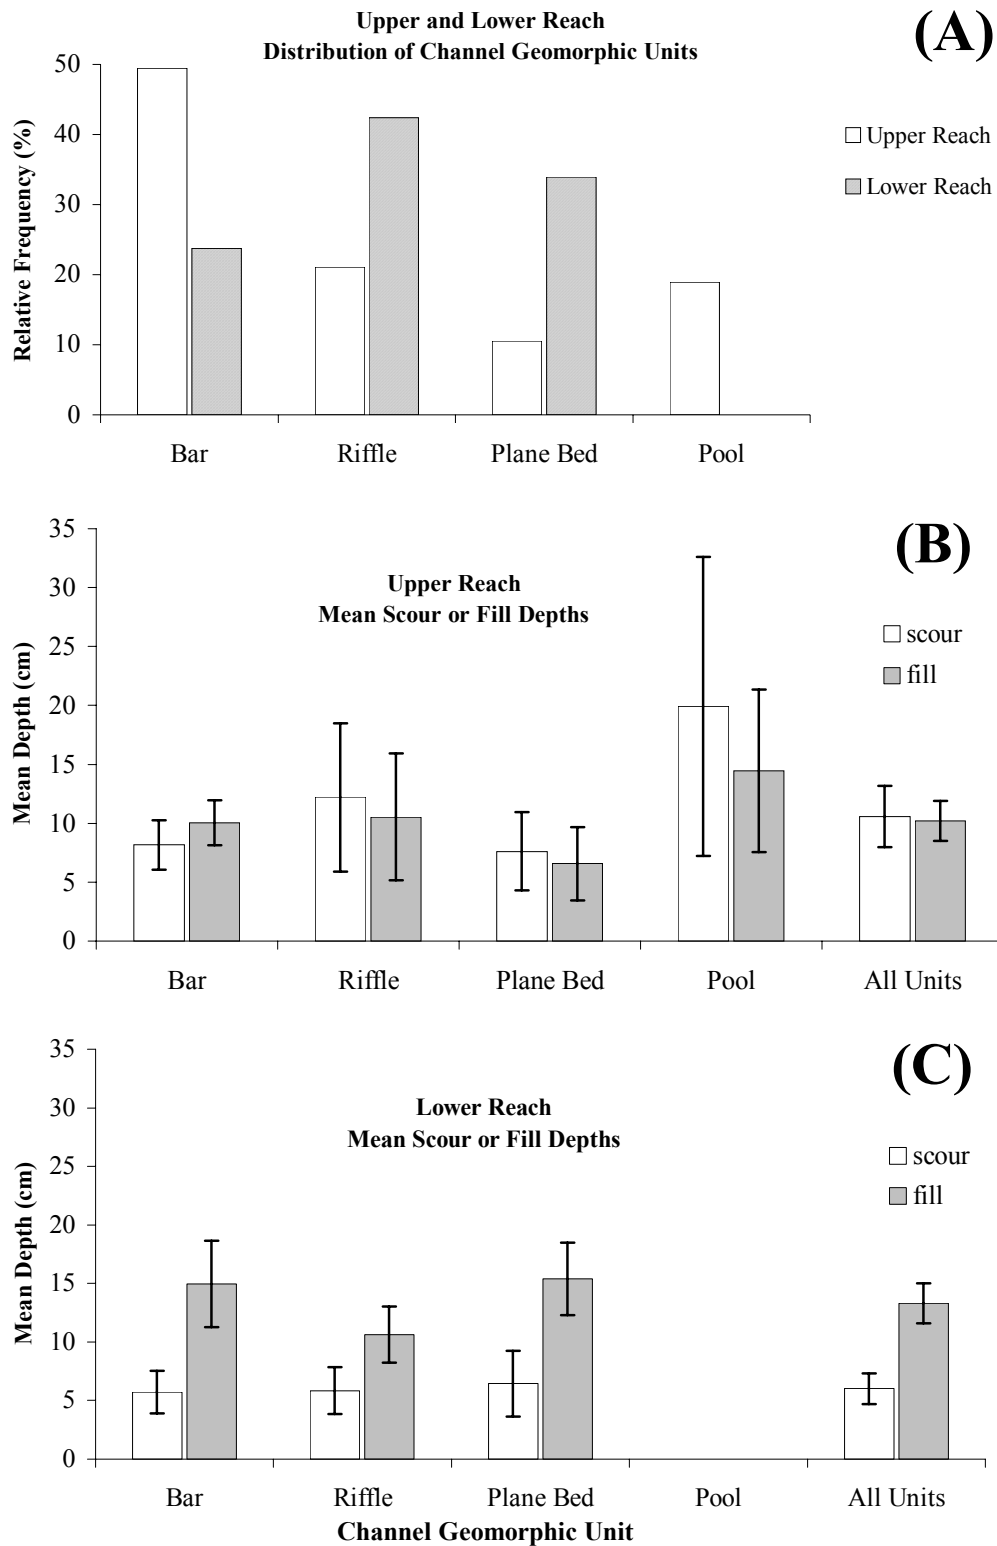 Upper and Lower Reach
Distribution of Channel Geomorphic Units
(A)
Relative Frequency (%)
50
40
30
20
10
0
Bar Riffle Plane Bed Pool
Upper Reach
Lower Reach
(B)
Upper Reach
Mean Scour or Fill Depths
Mean Depth (cm)
35
30
25
20
15
10
5
0
scour
fill
Bar Riffle Plane Bed Pool All Units
(C)
Lower Reach
Mean Scour or Fill Depths
Mean Depth (cm)
35
30
25
20
15
10
5
0
scour
fill
Bar Riffle Plane Bed Pool All Units
Channel Geomorphic Unit